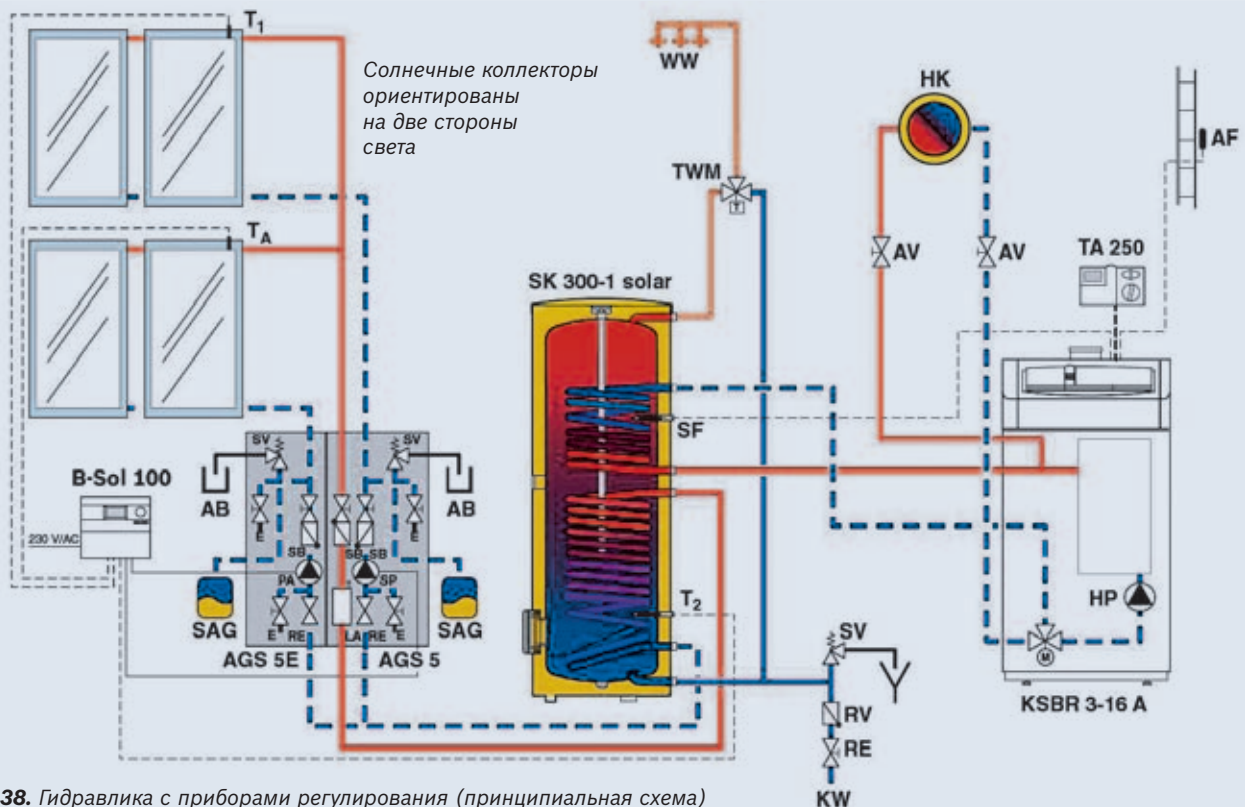 T1
Солнечные коллекторы
ориентированы
на две стороны
света
WW
HK
AF
TWM
T
TA
AV
AV
TA 250
SK 300-1 solar
SF
B-Sol 100
230 V/AC
SV
SV
AB
AB
E
E
SB
SB
SB
PA
SP
SAG
SAG
E
RE
LA
RE
E
AGS 5E
AGS 5
T2
SV
HP
M
KSBR 3-16 A
RV
RE
KW
38. Гидравлика с приборами регулирования (принципиальная схема)